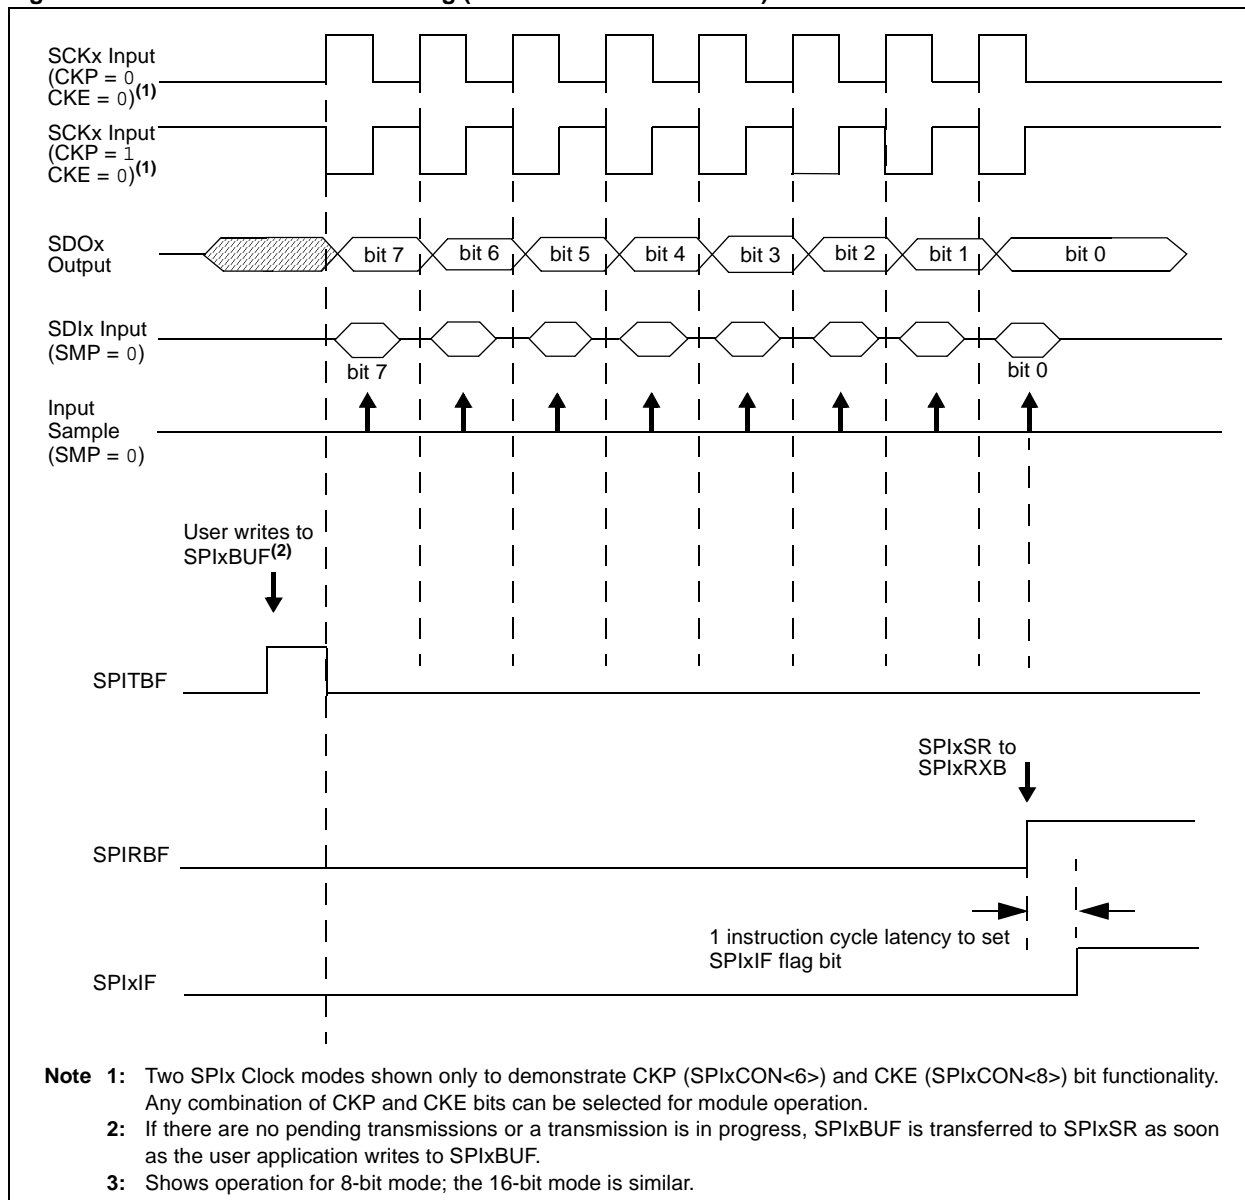 SCKx Input
(CKP = 0
CKE = 0)(1)
SCKx Input
(CKP = 1
CKE = 0)(1)
SDOx
Output
bit 7
bit 6
bit 5
bit 4
bit 3
bit 2
bit 1
bit 0
SDIx Input
(SMP = 0)
bit 7
bit 0
Input
Sample
(SMP = 0)
User writes to
SPIxBUF(2)
SPITBF
SPIxSR to
SPIxRXB
SPIRBF
1 instruction cycle latency to set
SPIxIF flag bit
SPIxIF
Note 1: Two SPIx Clock modes shown only to demonstrate CKP (SPIxCON<6>) and CKE (SPIxCON<8>) bit functionality.
Any combination of CKP and CKE bits can be selected for module operation.
2: If there are no pending transmissions or a transmission is in progress, SPIxBUF is transferred to SPIxSR as soon
as the user application writes to SPIxBUF.
3: Shows operation for 8-bit mode; the 16-bit mode is similar.